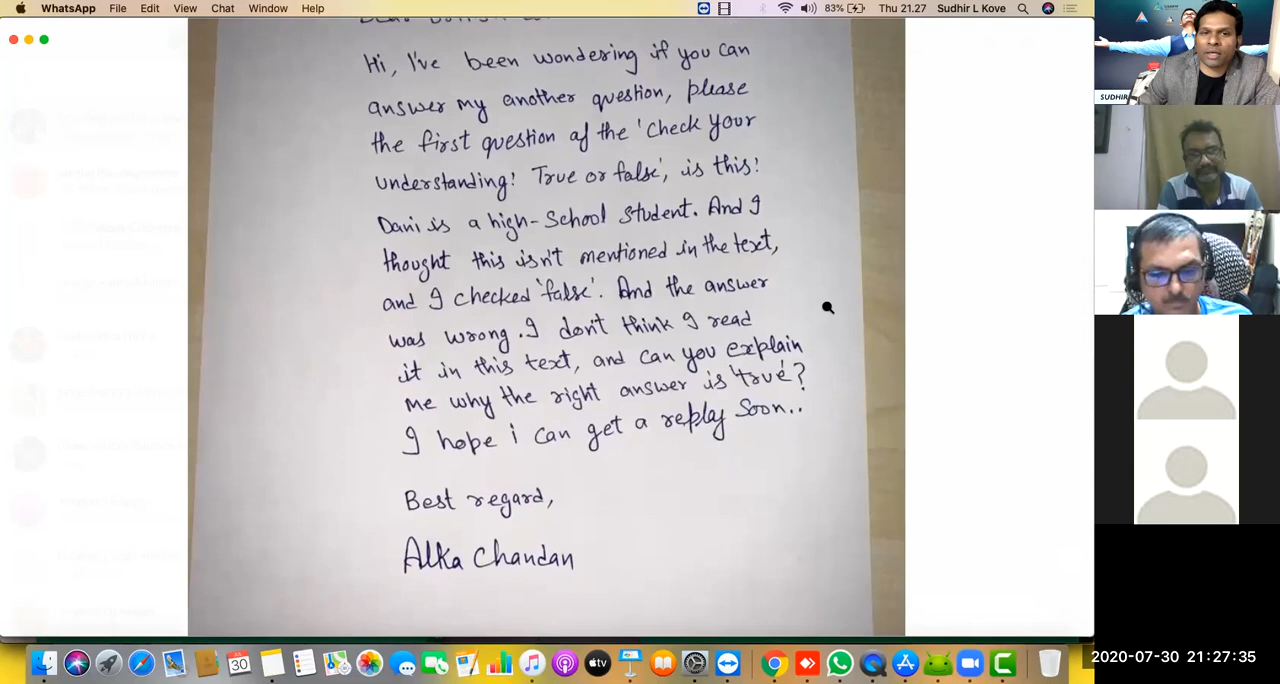 WhatsApp File Edit View Chat Window Help 83% Thu 21.27 Sudhir L Kove
Hi, I've been wondering if you can
answer my another question, please
the first question of the 'Check your
understanding! True or false', is this!
Dani is a high-school student. And I
thought this isn't mentioned in the text,
and I checked 'false'. And the answer
was wrong. I don't think I read
it in this text, and can you explain
me why the right answer is 'true'?
I hope i can get a reply soon..
Best regard,
Alka Chandan
SUDHIR
30
tv
2020-07-30 21:27:35